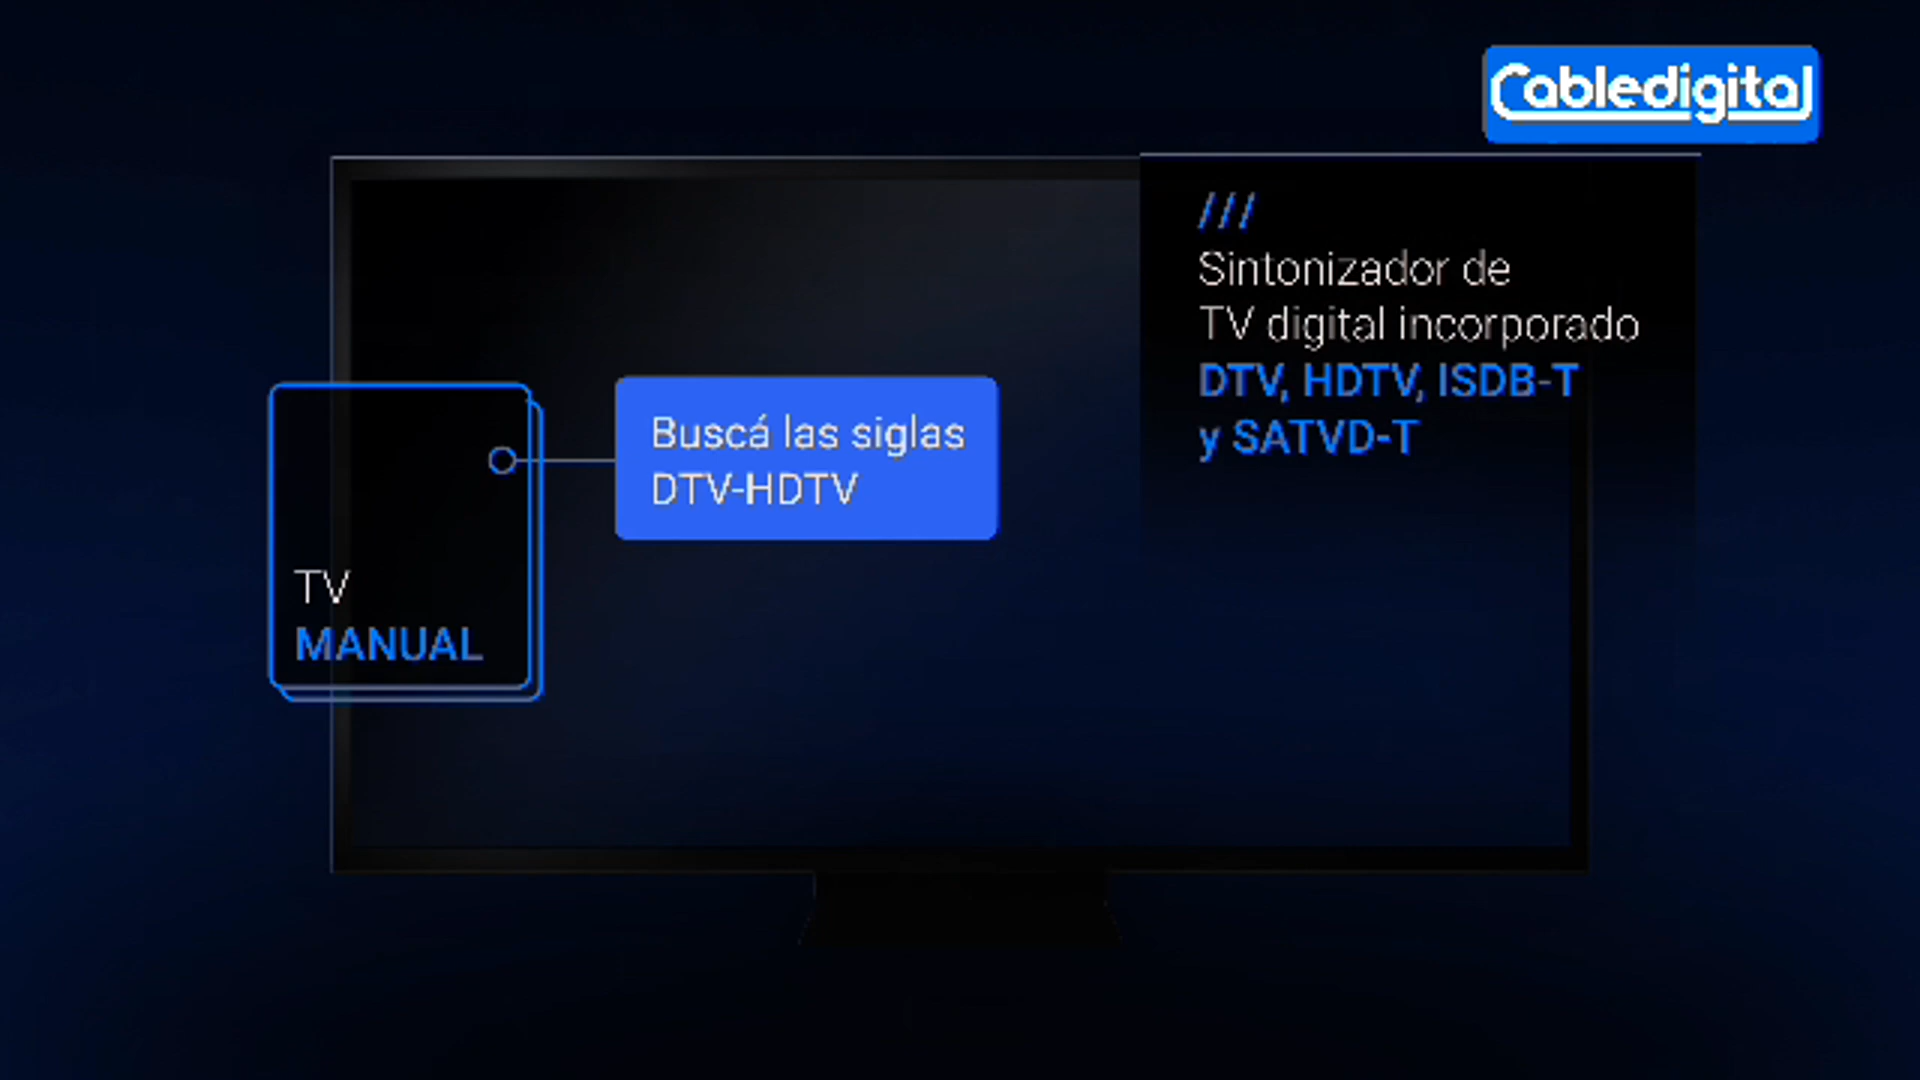 Cabledigital
///
Sintonizador de
TV digital incorporado
DTV, HDTV, ISDB-T
y SATVD-T
Buscá las siglas
DTV-HDTV
TV
MANUAL